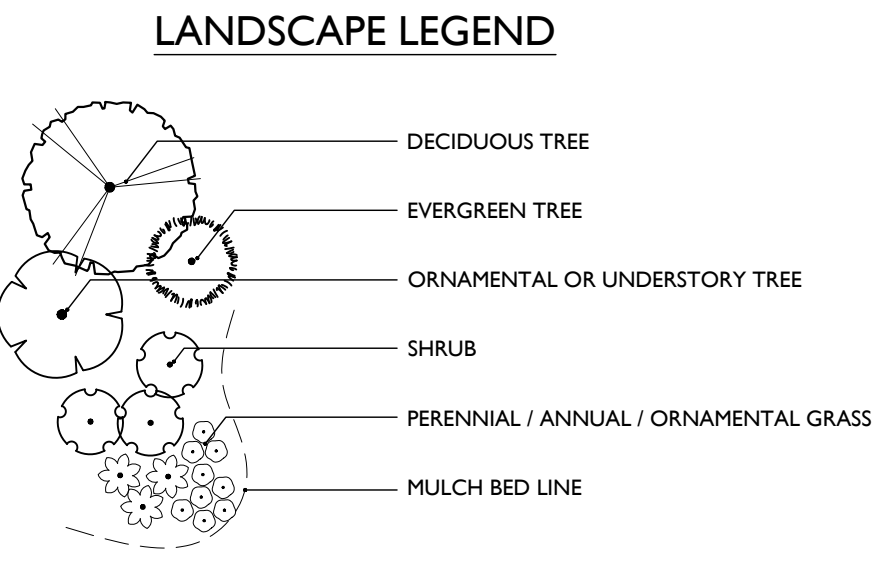 LANDSCAPE LEGEND
DECIDUOUS TREE
EVERGREEN TREE
ORNAMENTAL OR UNDERSTORY TREE
SHRUB
PERENNIAL / ANNUAL / ORNAMENTAL GRASS
MULCH BED LINE